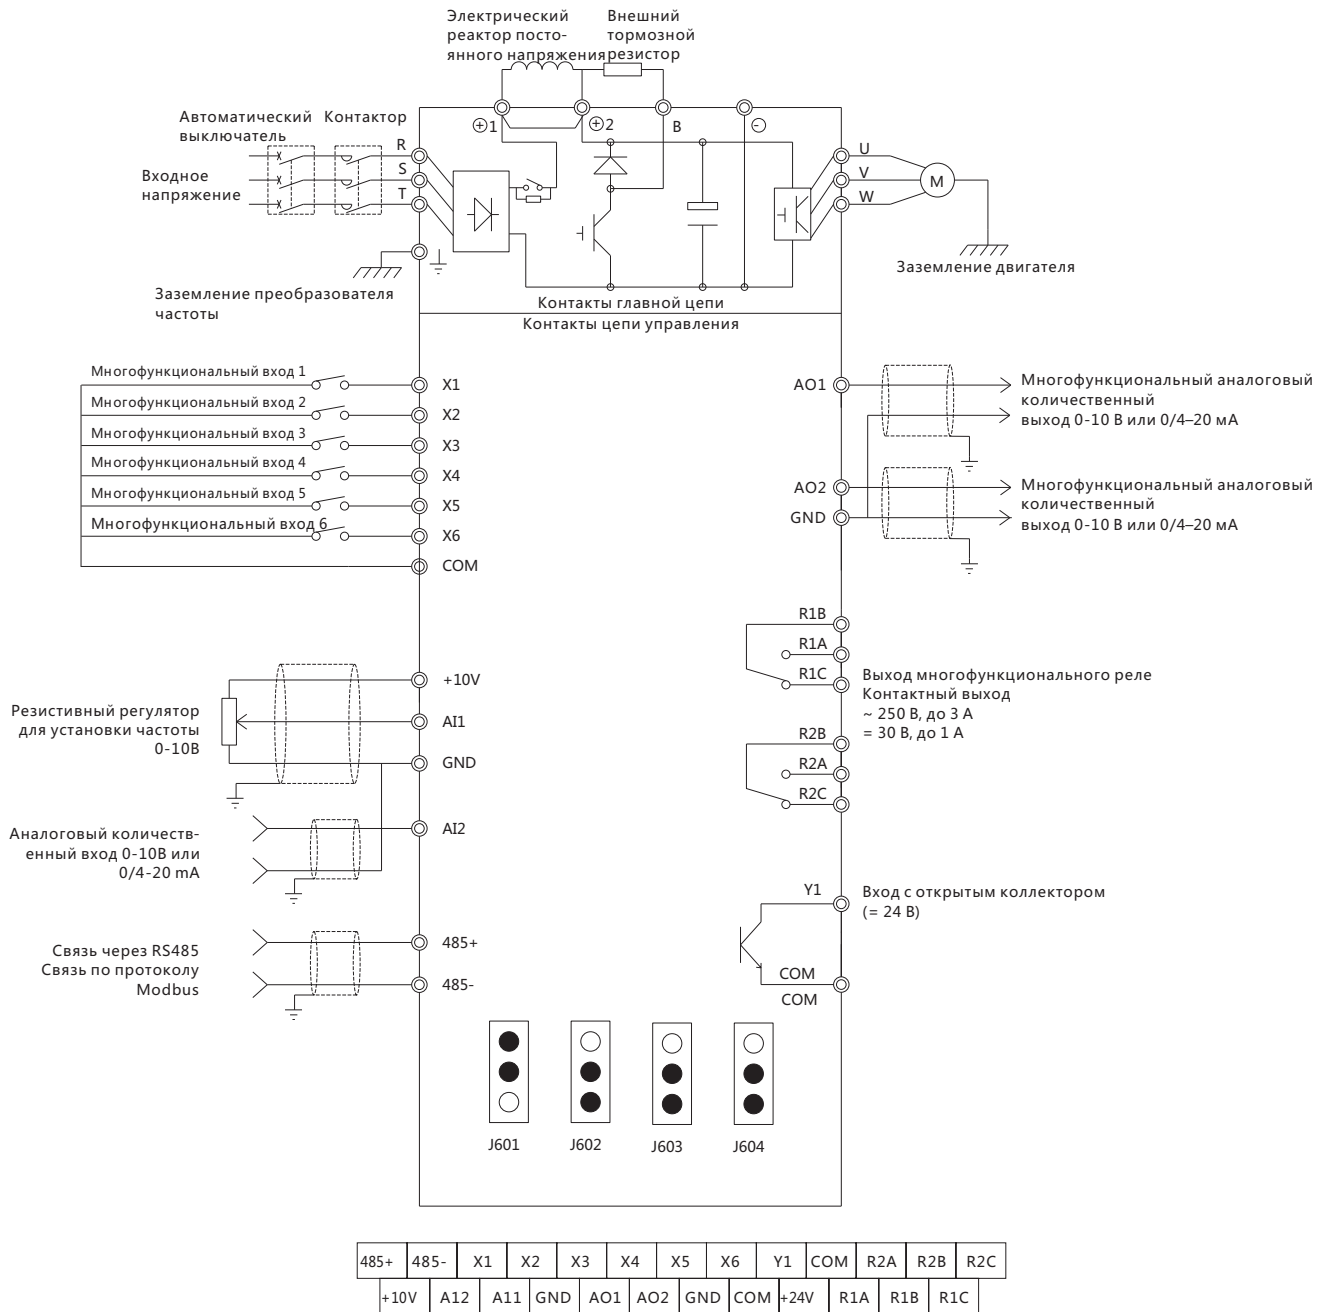 Электрический
реактор посто-
янного напряжения
Внешний
тормозной
резистор
Автоматический
выключатель
Контактор
1
2
B
-
R
S
T
U
V
W
M
Входное
напряжение
Заземление двигателя
Заземление преобразователя
частоты
Контакты главной цепи
Контакты цепи управления
Многофункциональный вход 1
X1
Многофункциональный вход 2
X2
Многофункциональный вход 3
X3
Многофункциональный вход 4
X4
Многофункциональный вход 5
X5
Многофункциональный вход 6
X6
COM
AO1
Многофункциональный аналоговый
количественный
выход 0-10 В или 0/4–20 мА
AO2
GND
Многофункциональный аналоговый
количественный
выход 0-10 В или 0/4–20 мА
R1B
R1A
R1C
Выход многофункционального реле
Контактный выход
~ 250 В, до 3 А
= 30 В, до 1 А
R2B
R2A
R2C
+10V
AI1
GND
Резистивный регулятор
для установки частоты
0-10В
AI2
Аналоговый количеств-
енный вход 0-10В или
0/4-20 mA
Y1
Вход с открытым коллектором
(= 24 В)
COM
COM
485+
485-
Связь через RS485
Связь по протоколу
Modbus
J601 J602 J603 J604
485+ 485- X1 X2 X3 X4 X5 X6 Y1 COM R2A R2B R2C
+10V A12 A11 GND AO1 AO2 GND COM +24V R1A R1B R1C